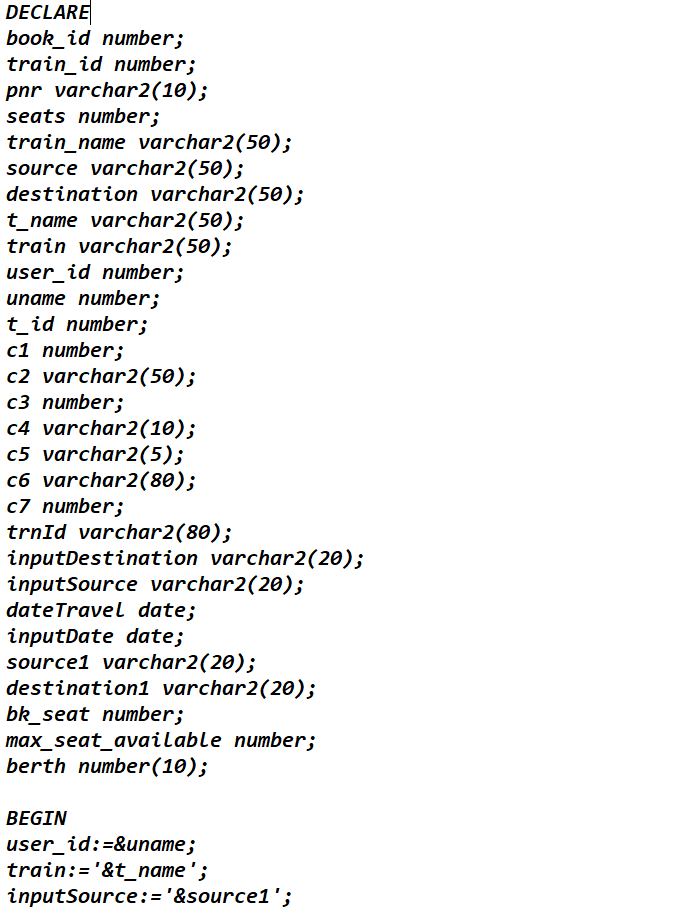 DECLARE
book_id number;
train_id number;
pnr varchar2(10);
seats number;
train_name varchar2(50);
source varchar2(50);
destination varchar2(50);
t_name varchar2(50);
train varchar2(50);
user_id number;
uname number;
t_id number;
c1 number;
c2 varchar2(50);
c3 number;
c4 varchar2(10);
c5 varchar2(5);
c6 varchar2(80);
c7 number;
trnId varchar2(80);
inputDestination varchar2(20);
inputSource varchar2(20);
dateTravel date;
inputDate date;
source1 varchar2(20);
destination1 varchar2(20);
bk_seat number;
max_seat_available number;
berth number(10);

BEGIN
user_id:=&uname;
train:='&t_name';
inputSource:='&source1';